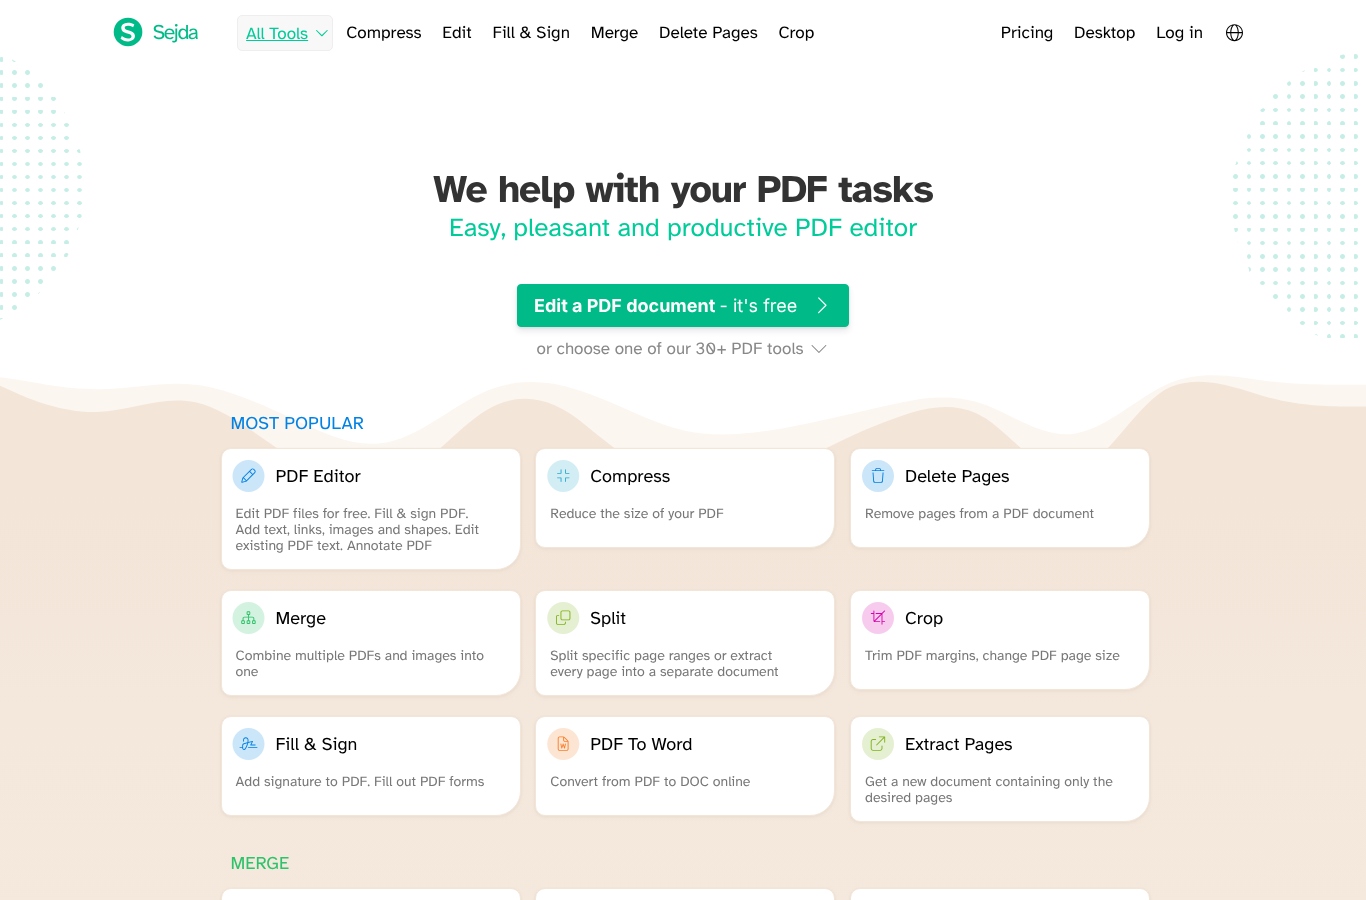 S Sejda
All Tools
Compress
Edit
Fill & Sign
Merge
Delete Pages
Crop
Pricing
Desktop
Log in
We help with your PDF tasks
Easy, pleasant and productive PDF editor
Edit a PDF document - it's free
or choose one of our 30+ PDF tools
MOST POPULAR
PDF Editor
Edit PDF files for free. Fill & sign PDF.
Add text, links, images and shapes. Edit
existing PDF text. Annotate PDF
Compress
Reduce the size of your PDF
Delete Pages
Remove pages from a PDF document
Merge
Combine multiple PDFs and images into
one
Split
Split specific page ranges or extract
every page into a separate document
Crop
Trim PDF margins, change PDF page size
Fill & Sign
Add signature to PDF. Fill out PDF forms
W
PDF To Word
Convert from PDF to DOC online
Extract Pages
Get a new document containing only the
desired pages
MERGE